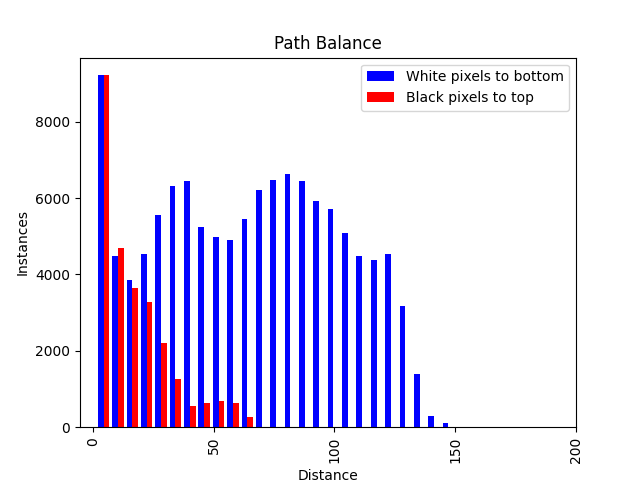 Path Balance
White pixels to bottom
Black pixels to top
Instances
8000
6000
4000
2000
0
0
50
100
150
200
Distance